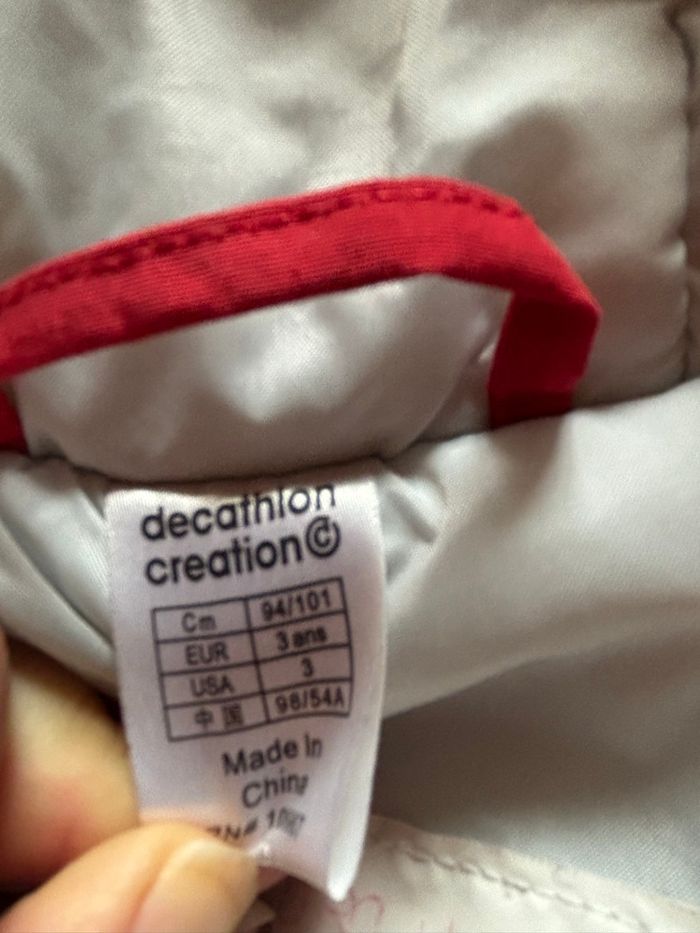 decathlon
creation©
Cm 94/101
EUR 3 ans
USA 3
中国 98/54A
Made In
China